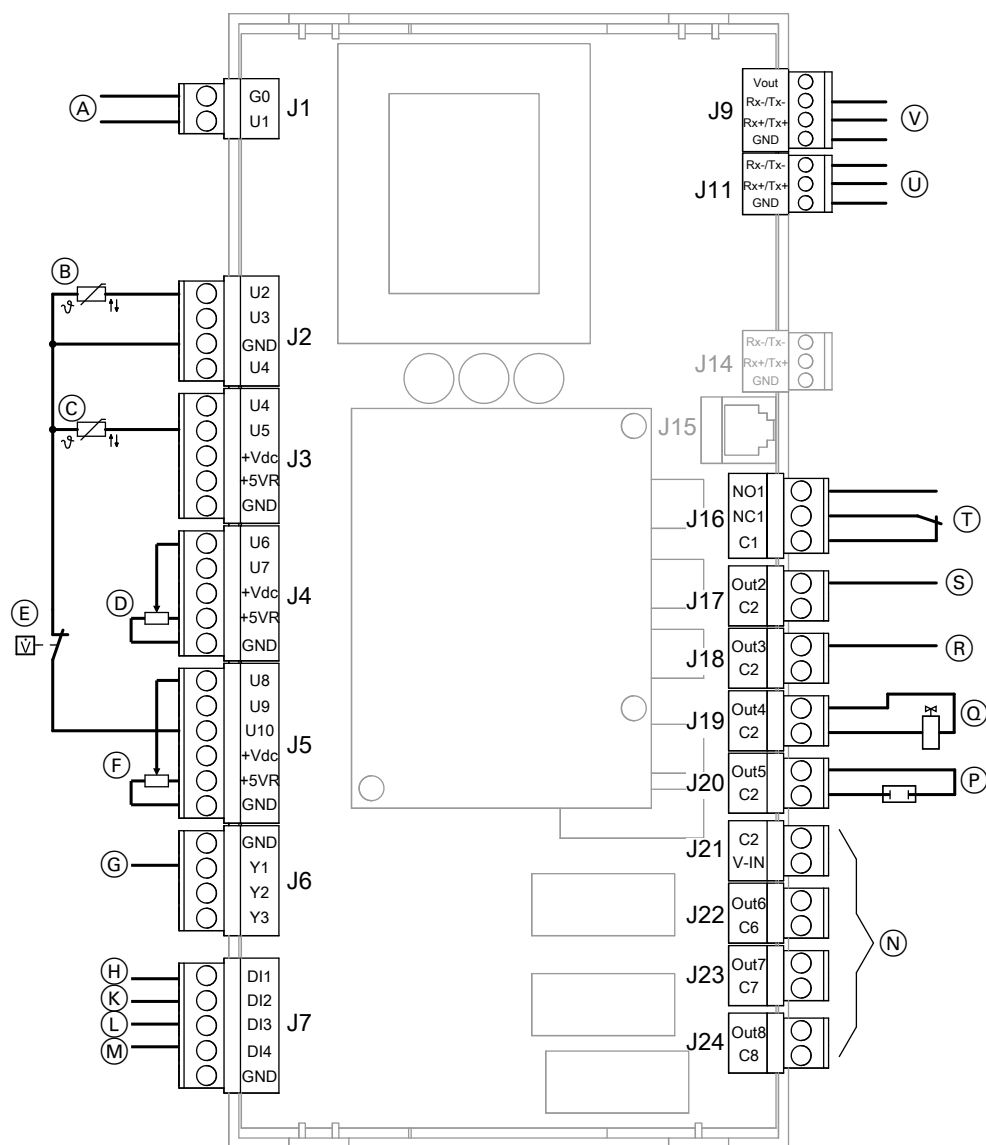 A
G0
U1
J1
B
U2
U3
GND
U4
J2
ϑ
C
U4
U5
+Vdc
+5VR
GND
J3
ϑ
D
U6
U7
+Vdc
+5VR
GND
J4
E
V̇
F
U8
U9
U10
+Vdc
+5VR
GND
J5
G
GND
Y1
Y2
Y3
J6
H
K
L
M
DI1
DI2
DI3
DI4
GND
J7
J9
Vout
Rx-/Tx-
Rx+/Tx+
GND
V
J11
Rx-/Tx-
Rx+/Tx+
GND
U
J14
Rx-/Tx-
Rx+/Tx+
GND
J15
J16
NO1
NC1
C1
T
J17
Out2
C2
S
J18
Out3
C2
R
J19
Out4
C2
Q
J20
Out5
C2
P
J21
C2
V-IN
J22
Out6
C6
N
J23
Out7
C7
J24
Out8
C8